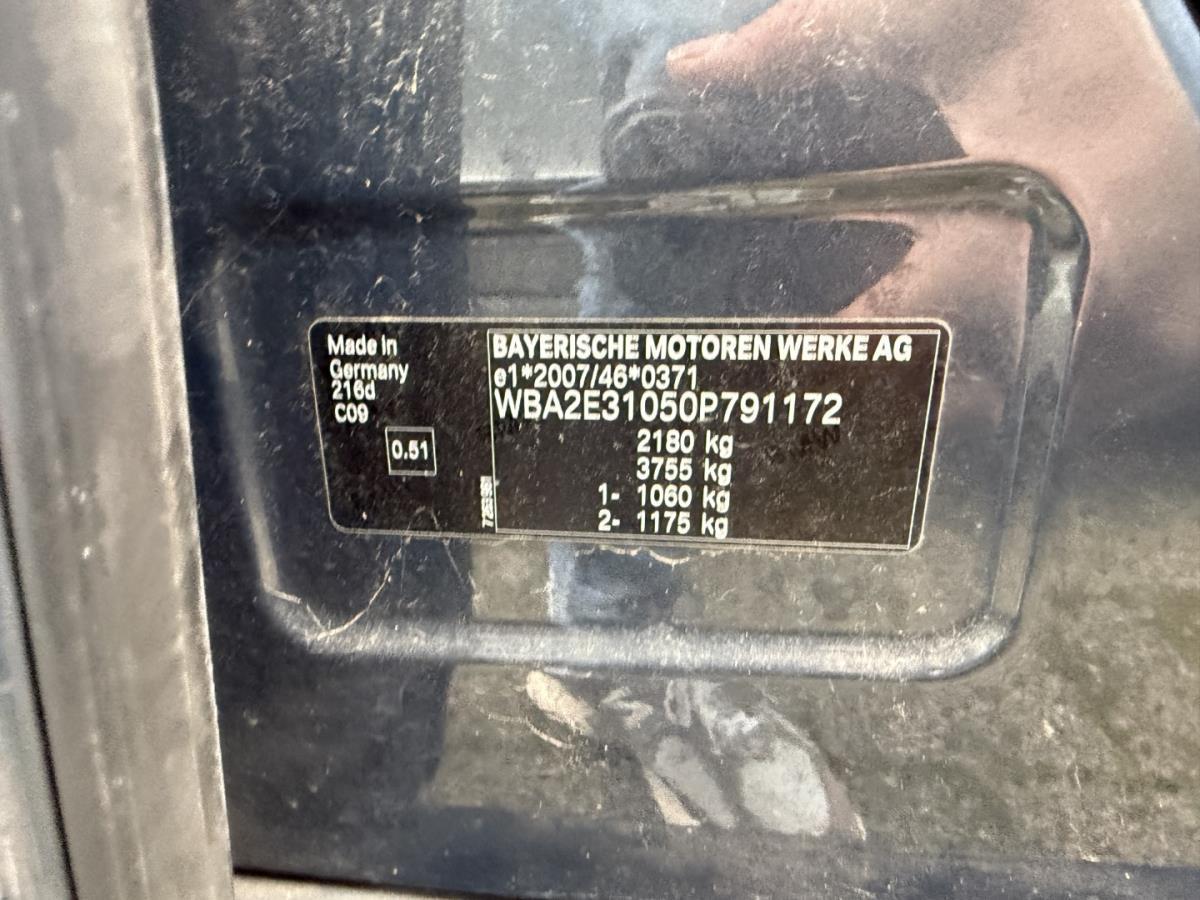 Made in
Germany
216d
C09
0.51
BAYERISCHE MOTOREN WERKE AG
e1*2007/46*0371
WBA2E31050P791172
2180 kg
3755 kg
1- 1060 kg
2- 1175 kg